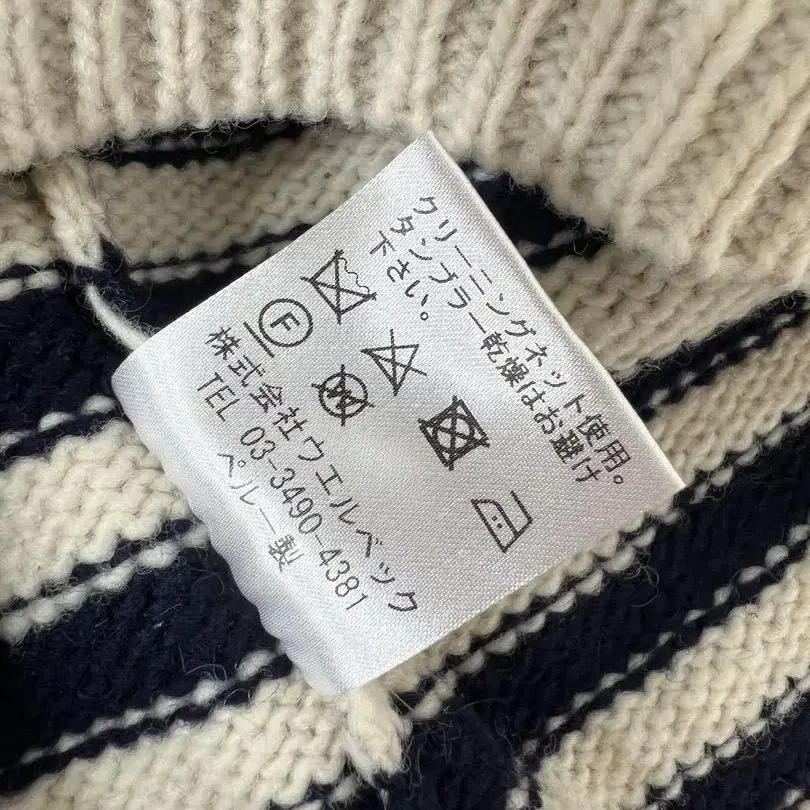 クリーニングネット使用。
タンブラー乾燥はお避け
下さい。
F
W
株式会社ウエルベック
TEL 03-3490-4381
ペルー製